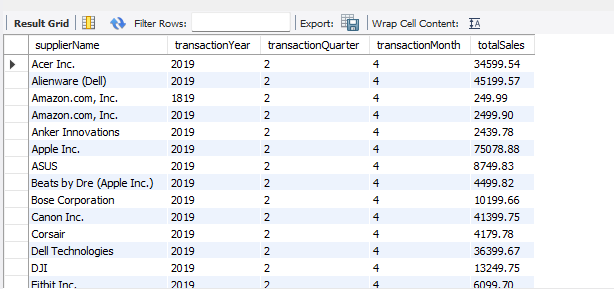 Result Grid Filter Rows: Export: Wrap Cell Content:
supplierName transactionYear transactionQuarter transactionMonth totalSales
Acer Inc. 2019 2 4 34599.54
Alienware (Dell) 2019 2 4 45199.57
Amazon.com, Inc. 1819 2 4 249.99
Amazon.com, Inc. 2019 2 4 2499.90
Anker Innovations 2019 2 4 2439.78
Apple Inc. 2019 2 4 75078.88
ASUS 2019 2 4 8749.83
Beats by Dre (Apple Inc.) 2019 2 4 4499.82
Bose Corporation 2019 2 4 10199.66
Canon Inc. 2019 2 4 41399.75
Corsair 2019 2 4 4179.78
Dell Technologies 2019 2 4 36399.67
DJI 2019 2 4 13249.75
Fitbit Inc. 2019 2 4 6099.70